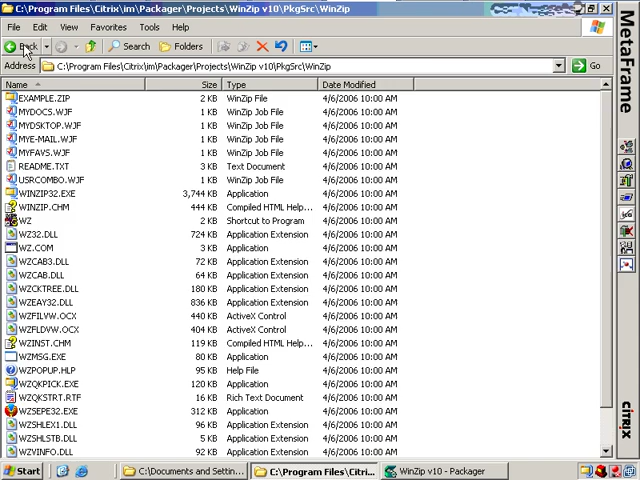 C:\Program Files\Citrix\im\Packager\Projects\WinZip v10\PkgSrc\WinZip
File Edit View Favorites Tools Help
Back Search Folders
Address C:\Program Files\Citrix\im\Packager\Projects\WinZip v10\PkgSrc\WinZip Go
Name Size Type Date Modified
EXAMPLE.ZIP 2 KB WinZip File 4/6/2006 10:00 AM
MYDOCS.WJF 1 KB WinZip Job File 4/6/2006 10:00 AM
MYDSKTOP.WJF 1 KB WinZip Job File 4/6/2006 10:00 AM
MYE-MAIL.WJF 1 KB WinZip Job File 4/6/2006 10:00 AM
MYFAVS.WJF 1 KB WinZip Job File 4/6/2006 10:00 AM
README.TXT 3 KB Text Document 4/6/2006 10:00 AM
USRCOMBO.WJF 1 KB WinZip Job File 4/6/2006 10:00 AM
WINZIP32.EXE 3,744 KB Application 4/6/2006 10:00 AM
WINZIP.CHM 444 KB Compiled HTML Help... 4/6/2006 10:00 AM
WZ 2 KB Shortcut to Program 4/6/2006 10:00 AM
WZ32.DLL 724 KB Application Extension 4/6/2006 10:00 AM
WZ.COM 3 KB Application 4/6/2006 10:00 AM
WZCAB3.DLL 72 KB Application Extension 4/6/2006 10:00 AM
WZCAB.DLL 64 KB Application Extension 4/6/2006 10:00 AM
WZCKTREE.DLL 180 KB Application Extension 4/6/2006 10:00 AM
WZEAY32.DLL 836 KB Application Extension 4/6/2006 10:00 AM
WZFILVW.OCX 440 KB ActiveX Control 4/6/2006 10:00 AM
WZFLDVW.OCX 404 KB ActiveX Control 4/6/2006 10:00 AM
WZINST.CHM 119 KB Compiled HTML Help... 4/6/2006 10:00 AM
WZMSG.EXE 80 KB Application 4/6/2006 10:00 AM
WZPOPUP.HLP 95 KB Help File 4/6/2006 10:00 AM
WZQKPICK.EXE 120 KB Application 4/6/2006 10:00 AM
WZQKSTRT.RTF 16 KB Rich Text Document 4/6/2006 10:00 AM
WZSEPE32.EXE 312 KB Application 4/6/2006 10:00 AM
WZSHLEX1.DLL 96 KB Application Extension 4/6/2006 10:00 AM
WZSHLSTB.DLL 5 KB Application Extension 4/6/2006 10:00 AM
WZVINFO.DLL 92 KB Application Extension 4/6/2006 10:00 AM
Start C:\Documents and Settin... C:\Program Files\Citri... WinZip v10 - Packager
MetaFrame
CITRIX